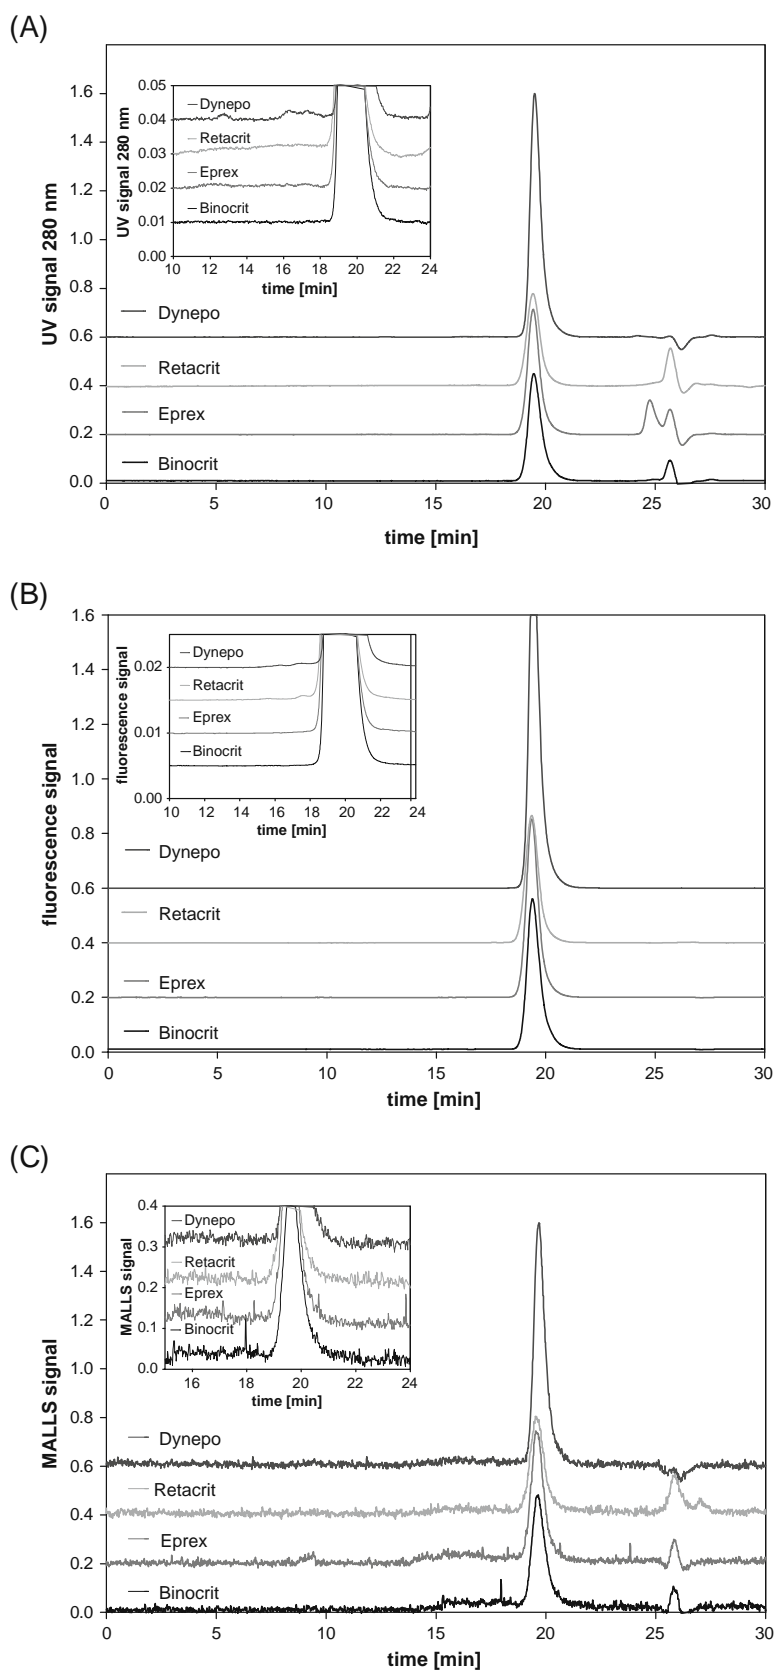 (A)
UV signal 280 nm
1.6
1.4
1.2
1.0
0.8
0.6
0.4
0.2
0.0
Dynepo
Retacrit
Eprex
Binocrit
0 5 10 15 20 25 30
time [min]
UV signal 280 nm
0.05
0.04
0.03
0.02
0.01
0.00
Dynepo
Retacrit
Eprex
Binocrit
10 12 14 16 18 20 22 24
time [min]
(B)
fluorescence signal
1.6
1.4
1.2
1.0
0.8
0.6
0.4
0.2
0.0
Dynepo
Retacrit
Eprex
Binocrit
0 5 10 15 20 25 30
time [min]
fluorescence signal
0.02
0.01
0.00
Dynepo
Retacrit
Eprex
Binocrit
10 12 14 16 18 20 22 24
time [min]
(C)
MALLS signal
1.6
1.4
1.2
1.0
0.8
0.6
0.4
0.2
0.0
Dynepo
Retacrit
Eprex
Binocrit
0 5 10 15 20 25 30
time [min]
MALLS signal
0.4
0.3
0.2
0.1
0.0
Dynepo
Retacrit
Eprex
Binocrit
16 18 20 22 24
time [min]